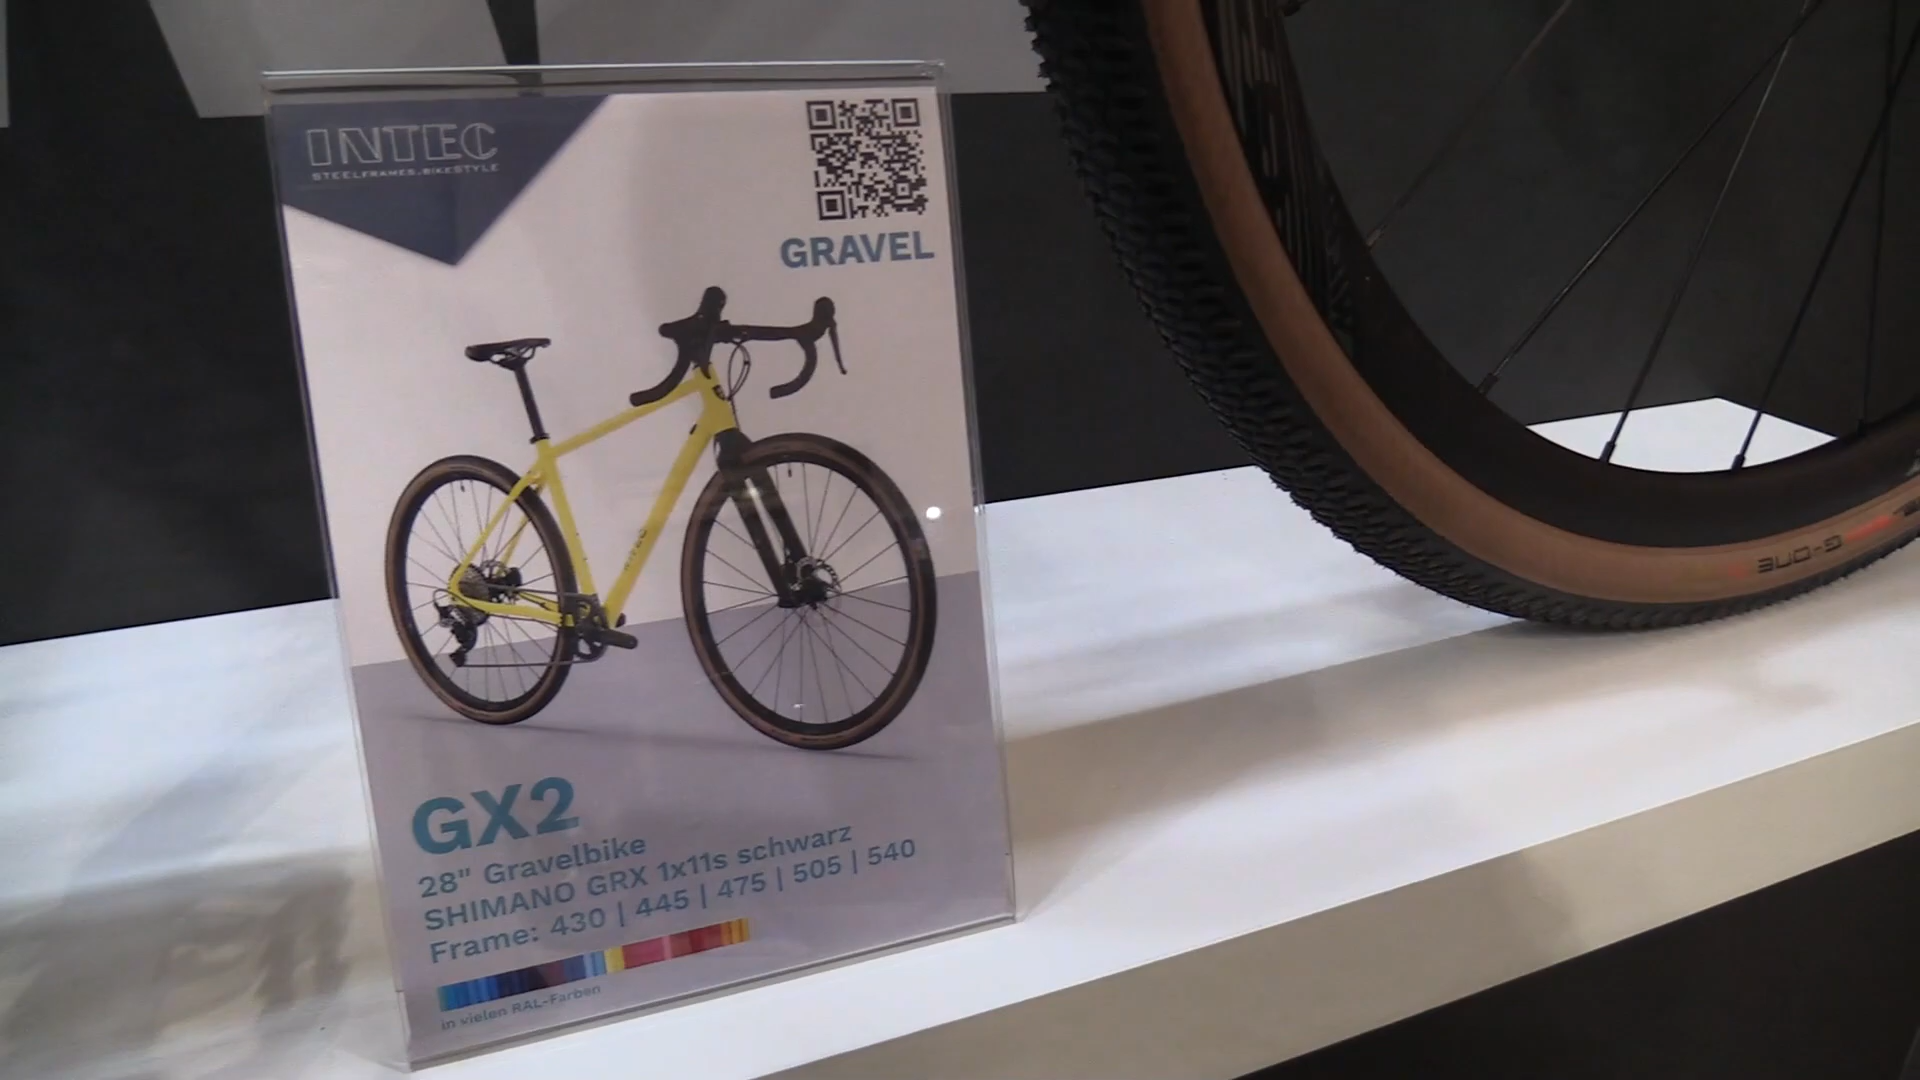 INTEC
STEELFRAMES.BIKESTYLE
GRAVEL
INTEC
GX2
28" Gravelbike
SHIMANO GRX 1x11s schwarz
Frame: 430 | 445 | 475 | 505 | 540
in vielen RAL-Farben
G-ONE